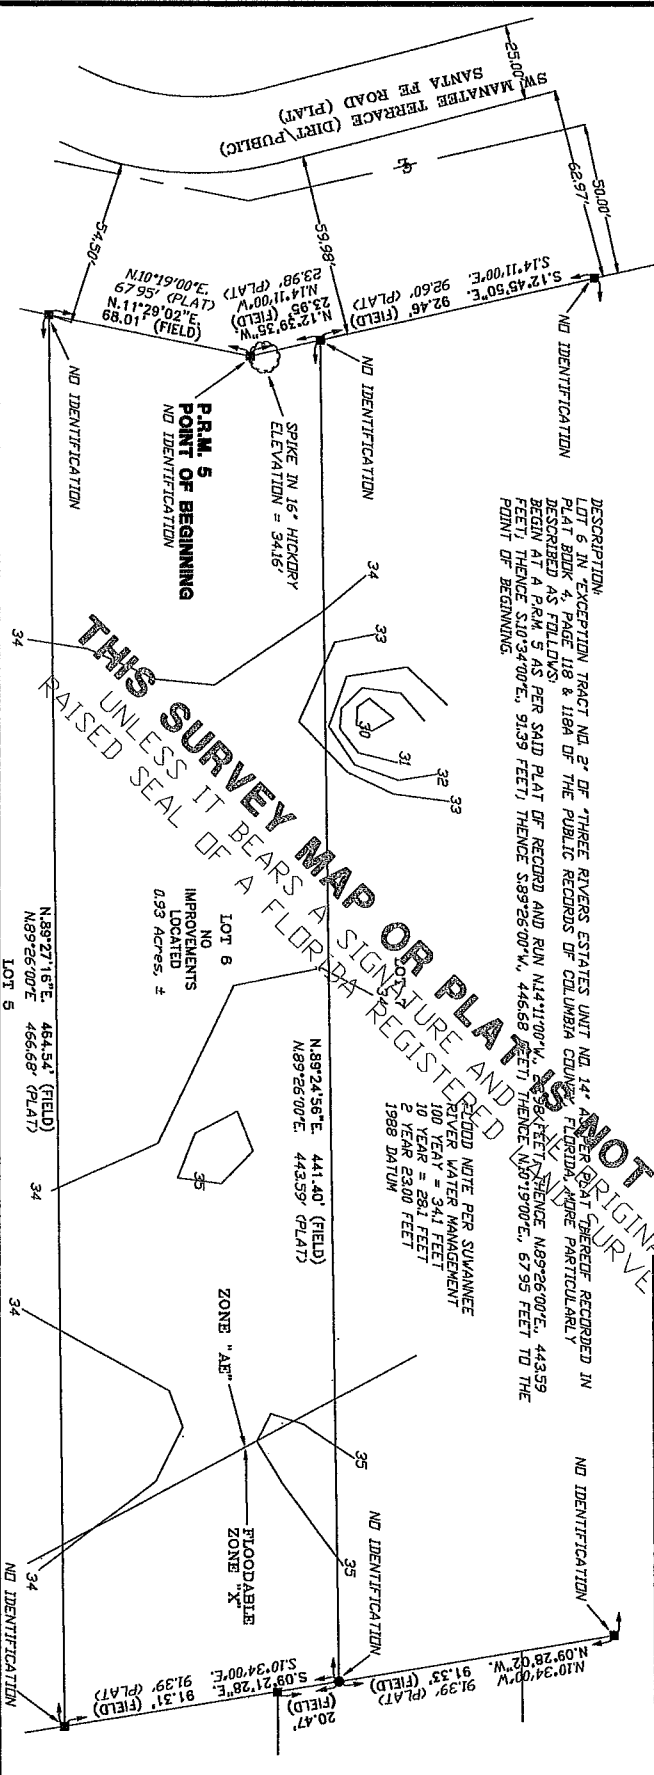 SW. MANATEE TERRACE (DIRT/PUBLIC)
SANTA FE ROAD (PLAT)
25.00'
50.00'
62.97'
59.98'
54.50'
S.12°45'50"E. 92.46' (FIELD)
S.14°11'00"E. 92.60' (PLAT)
N.12°39'35"W. 23.95' (FIELD)
N.14°11'00"W. 23.98' (PLAT)
N.10°19'00"E.
67.95' (PLAT)
N.11°29'02"E.
68.01' (FIELD)
NO IDENTIFICATION
NO IDENTIFICATION
NO IDENTIFICATION
P.R.M. 5
POINT OF BEGINNING
NO IDENTIFICATION
SPIKE IN 16" HICKORY
ELEVATION = 34.16'
DESCRIPTION:
LOT 6 IN "EXCEPTION TRACT NO. 2" OF "THREE RIVERS ESTATES UNIT NO. 14" AS PER PLAT THEREOF RECORDED IN
PLAT BOOK 4, PAGE 118 & 118A OF THE PUBLIC RECORDS OF COLUMBIA COUNTY FLORIDA, MORE PARTICULARLY
DESCRIBED AS FOLLOWS:
BEGIN AT A P.R.M. 5 AS PER SAID PLAT OF RECORD AND RUN N.14°11'00"W., 23.98 FEET, THENCE N.89°26'00"E., 443.59
FEET; THENCE S.10°34'00"E., 91.39 FEET; THENCE S.89°26'00"W., 446.68 FEET; THENCE N.10°19'00"E., 67.95 FEET TO THE
POINT OF BEGINNING.
THIS SURVEY MAP OR PLAT IS NOT
UNLESS IT BEARS A SIGNATURE AND THE ORIGINA
RAISED SEAL OF A FLORIDA REGISTERED LAND SURVE
34
33
30
31
32
33
34
LOT 7
34
LOT 6
NO
IMPROVEMENTS
LOCATED
0.93 Acres, ±
N.89°24'56"E. 441.40' (FIELD)
N.89°26'00"E. 443.59' (PLAT)
N.89°27'16"E. 464.54' (FIELD)
N.89°26'00"E. 466.68' (PLAT)
LOT 5
FLOOD NOTE PER SUWANNEE
RIVER WATER MANAGEMENT
100 YEAY = 34.1 FEET
10 YEAR = 28.1 FEET
2 YEAR 23.00 FEET
1988 DATUM
35
34
34
ZONE "AE"
FLOODABLE
ZONE "X"
35
35
34
NO IDENTIFICATION
NO IDENTIFICATION
NO IDENTIFICATION
N.10°34'00"W. 91.39' (PLAT)
N.09°28'02"W. 91.33' (FIELD)
20.47'
(FIELD)
S.09°21'28"E. 91.31' (FIELD)
S.10°34'00"E. 91.39' (PLAT)